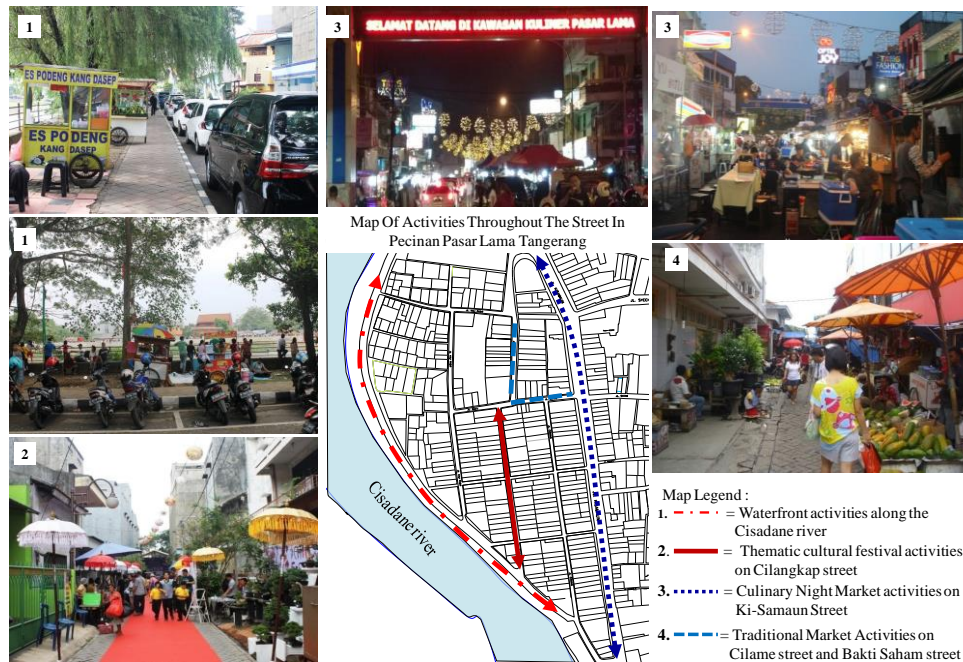 1
ES PODENG KANG DASEP
ES PODENG
KANG DASEP
3
SELAMAT DATANG DI KAWASAN KULINER PASAR LAMA
FASHION
3
JOY
FASHION
1
Map Of Activities Throughout The Street In
Pecinan Pasar Lama Tangerang
4
2
Cisadane river
Map Legend :
1. = Waterfront activities along the
Cisadane river
2. = Thematic cultural festival activities
on Cilangkap street
3. = Culinary Night Market activities on
Ki-Samaun Street
4. = Traditional Market Activities on
Cilame street and Bakti Saham street